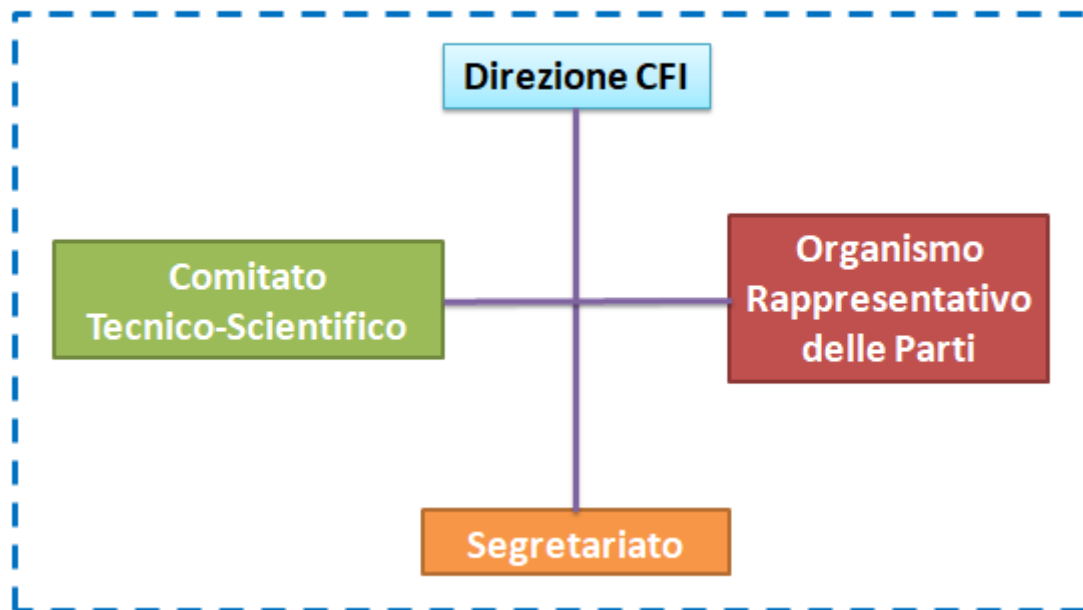 Direzione CFI
Comitato
Tecnico-Scientifico
Organismo
Rappresentativo
delle Parti
Segretariato